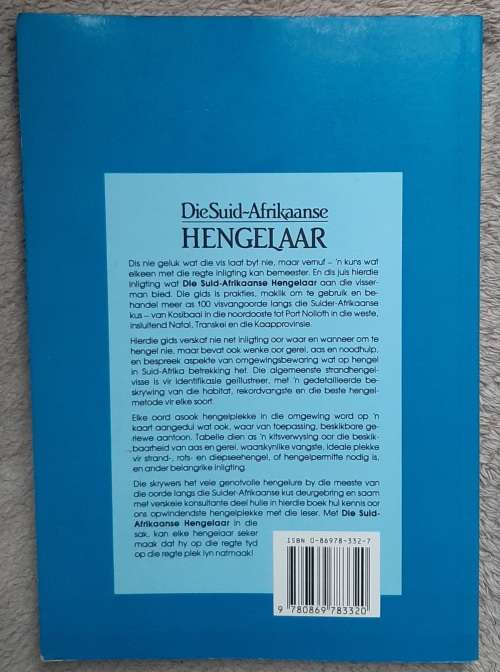 Die Suid-Afrikaanse
HENGELAAR
Dis nie geluk wat die vis laat byt nie, maar vernuf – 'n kuns wat
elkeen met die regte inligting kan bemeester. En dis juis hierdie
inligting wat Die Suid-Afrikaanse Hengelaar aan die visser-
man bied. Die gids is prakties, maklik om te gebruik en be-
handel meer as 100 visvangoorde langs die Suider-Afrikaanse
kus – van Kosibaai in die noordooste tot Port Nolloth in die weste,
insluitend Natal, Transkei en die Kaapprovinsie.
Hierdie gids verskaf nie net inligting oor waar en wanneer om te
hengel nie, maar bevat ook wenke oor gerei, aas en noodhulp,
en bespreek aspekte van omgewingsbewaring wat op hengel
in Suid-Afrika betrekking het. Die algemeenste strandhengel-
visse is vir identifikasie geïllustreer, met 'n gedetailleerde be-
skrywing van die habitat, rekordvangste en die beste hengel-
metode vir elke soort.
Elke oord asook hengelplekke in die omgewing word op 'n
kaart aangedui wat ook, waar van toepassing, beskikbare ge-
riewe aantoon. Tabelle dien as 'n kitsverwysing oor die beskik-
baarheid van aas en gerei, waarskynlike vangste, ideale plekke
vir strand-, rots- en diepseehengel, of hengelpermitte nodig is,
en ander belangrike inligting.
Die skrywers het vele genotvolle hengelure by die meeste van
die oorde langs die Suider-Afrikaanse kus deurgebring en saam
met verskeie konsultante deel hulle in hierdie boek hul kennis oor
ons opwindendste hengelplekke met die leser. Met Die Suid-
Afrikaanse Hengelaar in die
sak, kan elke hengelaar seker
maak dat hy op die regte tyd
op die regte plek lyn natmaak!
ISBN 0-86978-332-7
9 780869 783320